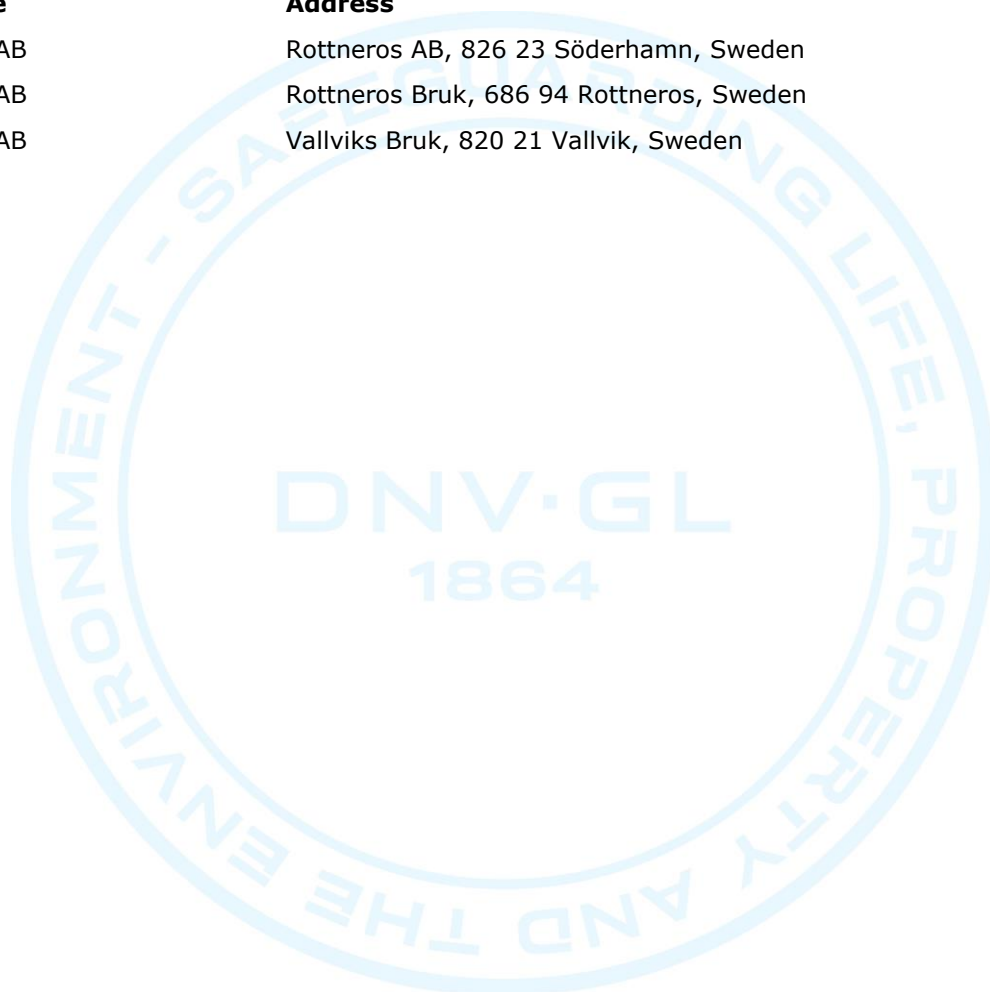 e Address
AB Rottneros AB, 826 23 Söderhamn, Sweden
AB Rottneros Bruk, 686 94 Rottneros, Sweden
AB Vallviks Bruk, 820 21 Vallvik, Sweden
SAFEGUARDING LIFE, PROPERTY AND THE ENVIRONMENT -
DNV·GL
1864